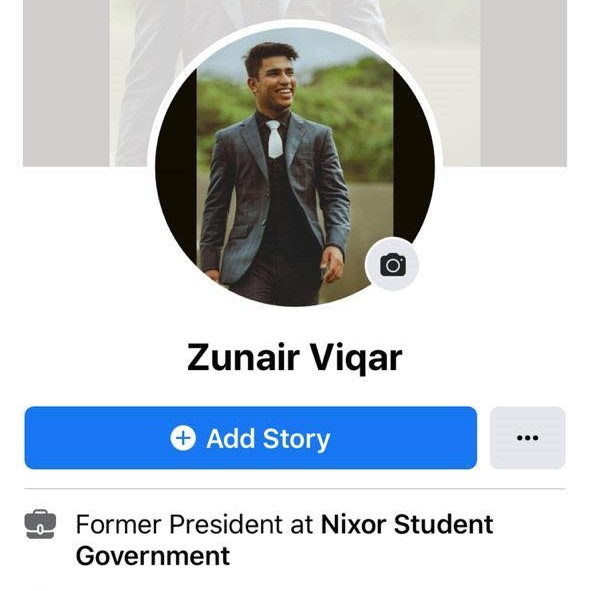 Zunair Viqar
Add Story
Former President at Nixor Student
Government